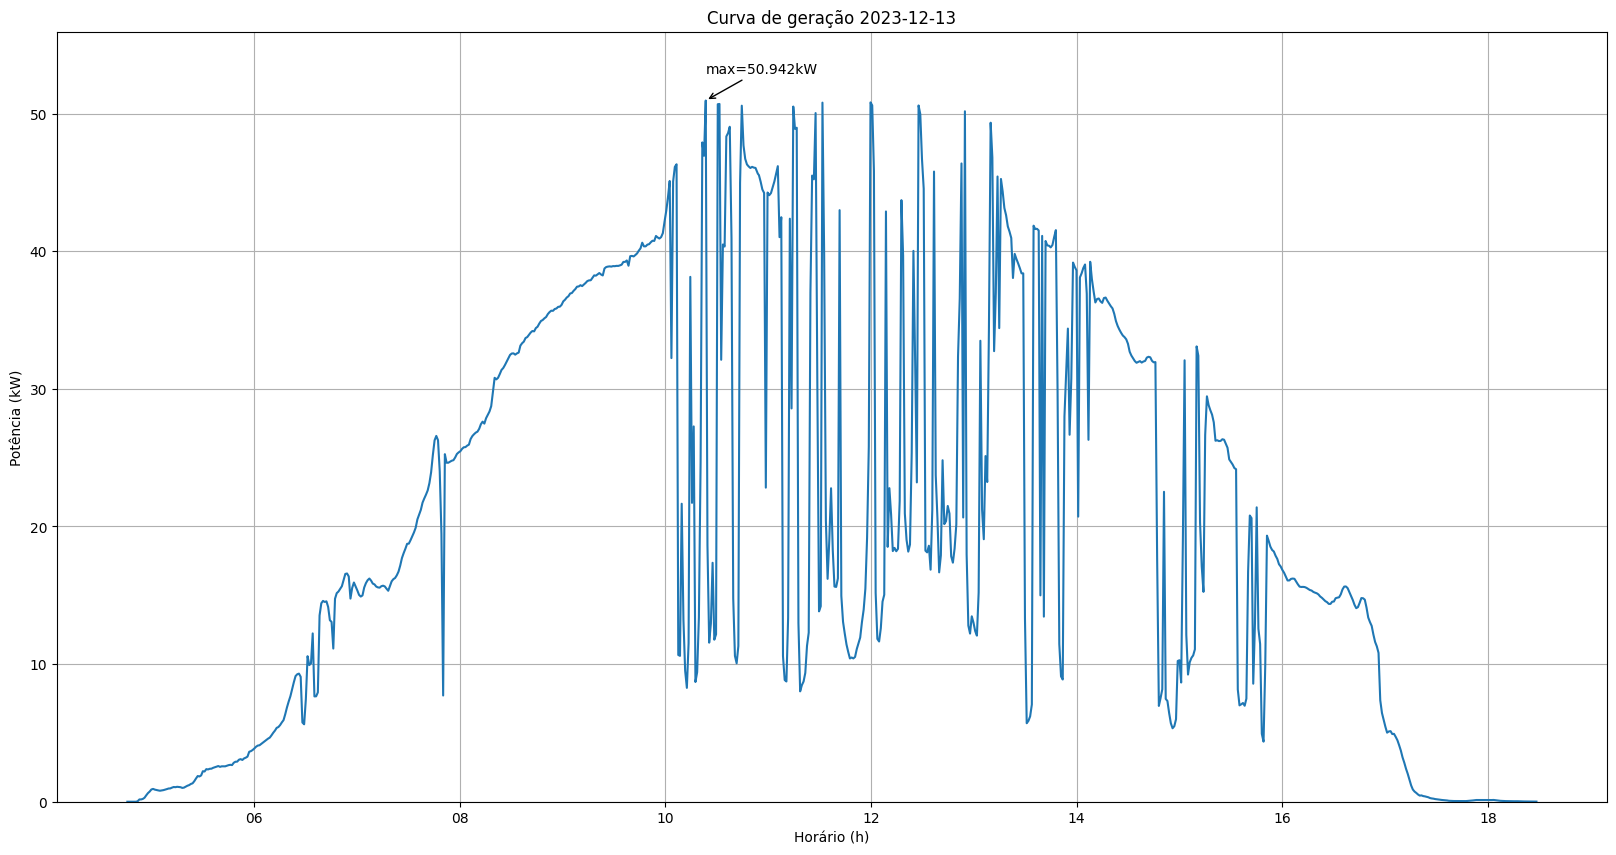 Curva de geração 2023-12-13
max=50.942kW
50
40
30
20
10
0
Potência (kW)
06 08 10 12 14 16 18
Horário (h)